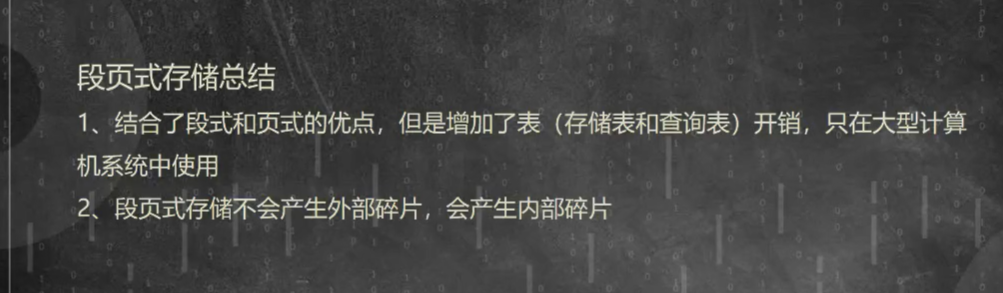 段页式存储总结
1、结合了段式和页式的优点，但是增加了表（存储表和查询表）开销，只在大型计算
机系统中使用
2、段页式存储不会产生外部碎片，会产生内部碎片